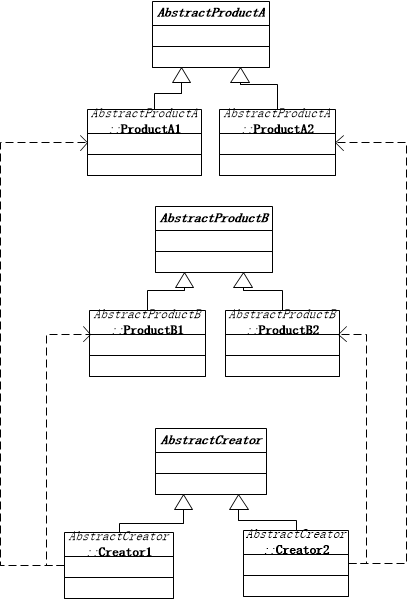 AbstractProductA
AbstractProductA
::ProductA1
AbstractProductA
::ProductA2
AbstractProductB
AbstractProductB
::ProductB1
AbstractProductB
::ProductB2
AbstractCreator
AbstractCreator
::Creator1
AbstractCreator
::Creator2